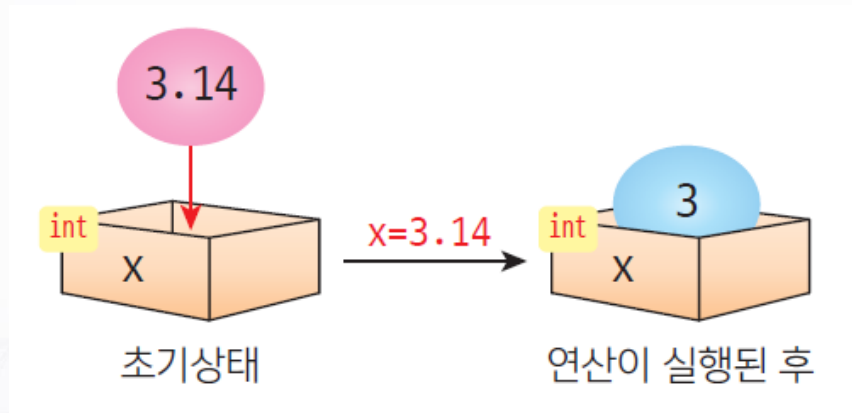 3.14
int
x
초기상태
x=3.14
3
int
x
연산이 실행된 후